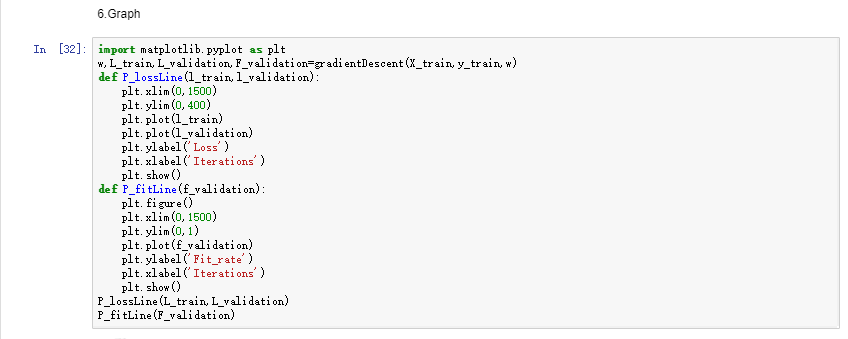 6.Graph
In [32]:
import matplotlib.pyplot as plt
w,L_train,L_validation,F_validation=gradientDescent(X_train,y_train,w)
def P_lossLine(l_train,l_validation):
    plt.xlim(0,1500)
    plt.ylim(0,400)
    plt.plot(l_train)
    plt.plot(l_validation)
    plt.ylabel('Loss')
    plt.xlabel('Iterations')
    plt.show()
def P_fitLine(f_validation):
    plt.figure()
    plt.xlim(0,1500)
    plt.ylim(0,1)
    plt.plot(f_validation)
    plt.ylabel('Fit_rate')
    plt.xlabel('Iterations')
    plt.show()
P_lossLine(L_train,L_validation)
P_fitLine(F_validation)